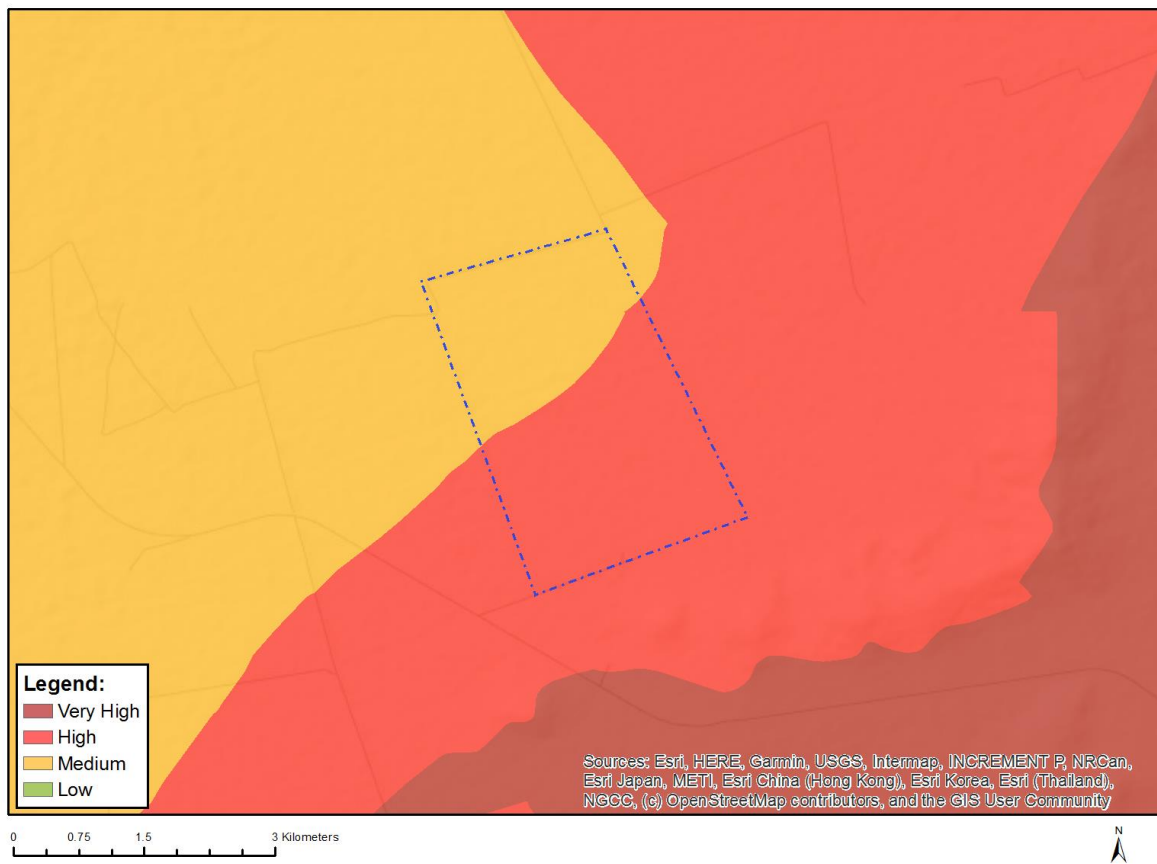 Legend:
Very High
High
Medium
Low
Sources: Esri, HERE, Garmin, USGS, Intermap, INCREMENT P, NRCan,
Esri Japan, METI, Esri China (Hong Kong), Esri Korea, Esri (Thailand),
NGCC, (c) OpenStreetMap contributors, and the GIS User Community
0 0.75 1.5 3 Kilometers
N